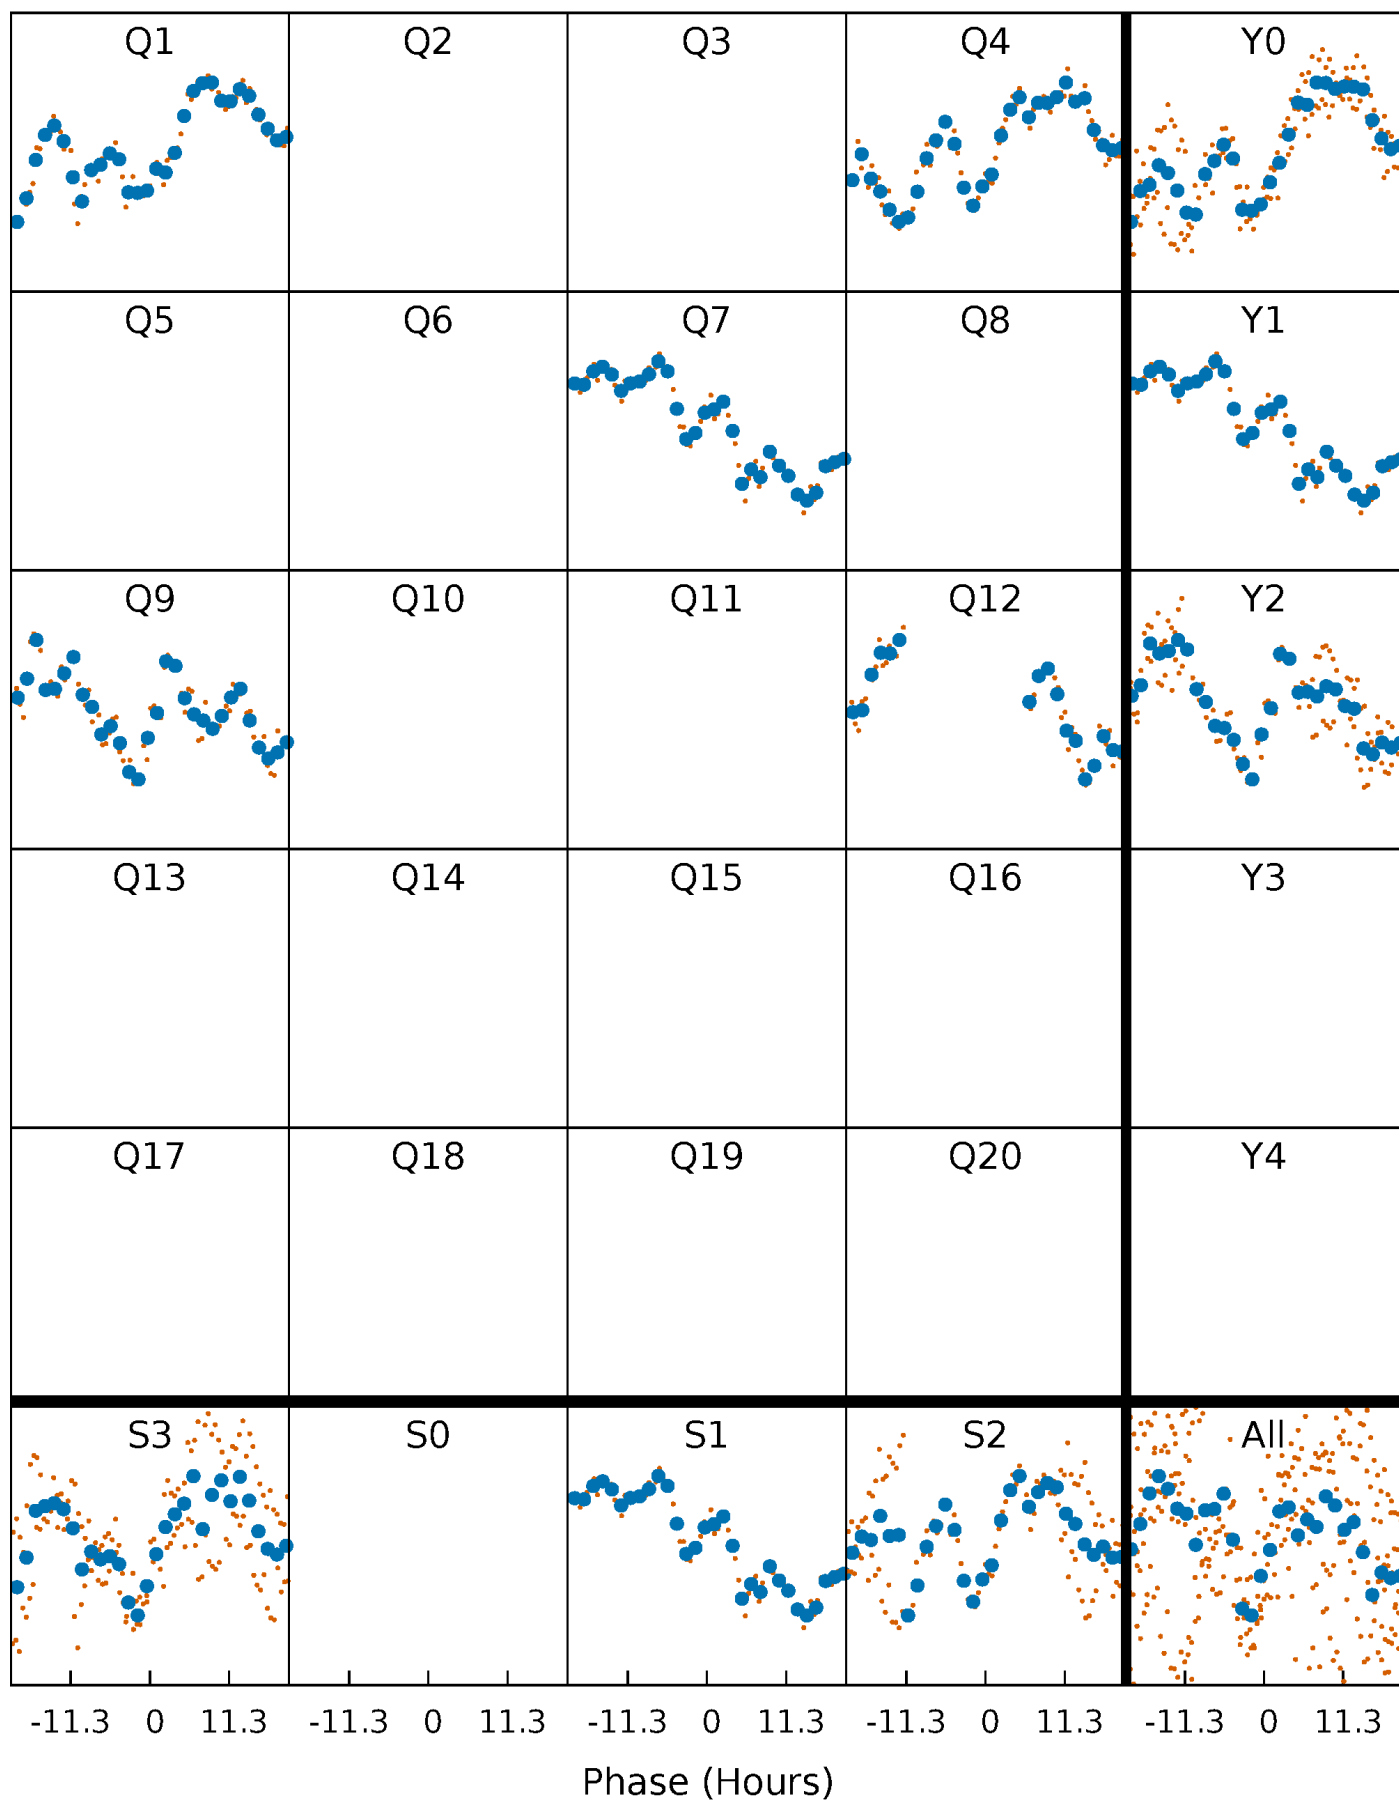 Q1 Q2 Q3 Q4 Y0
Q5 Q6 Q7 Q8 Y1
Q9 Q10 Q11 Q12 Y2
Q13 Q14 Q15 Q16 Y3
Q17 Q18 Q19 Q20 Y4
S3 S0 S1 S2 All
-11.3 0 11.3 -11.3 0 11.3 -11.3 0 11.3 -11.3 0 11.3 -11.3 0 11.3
Phase (Hours)